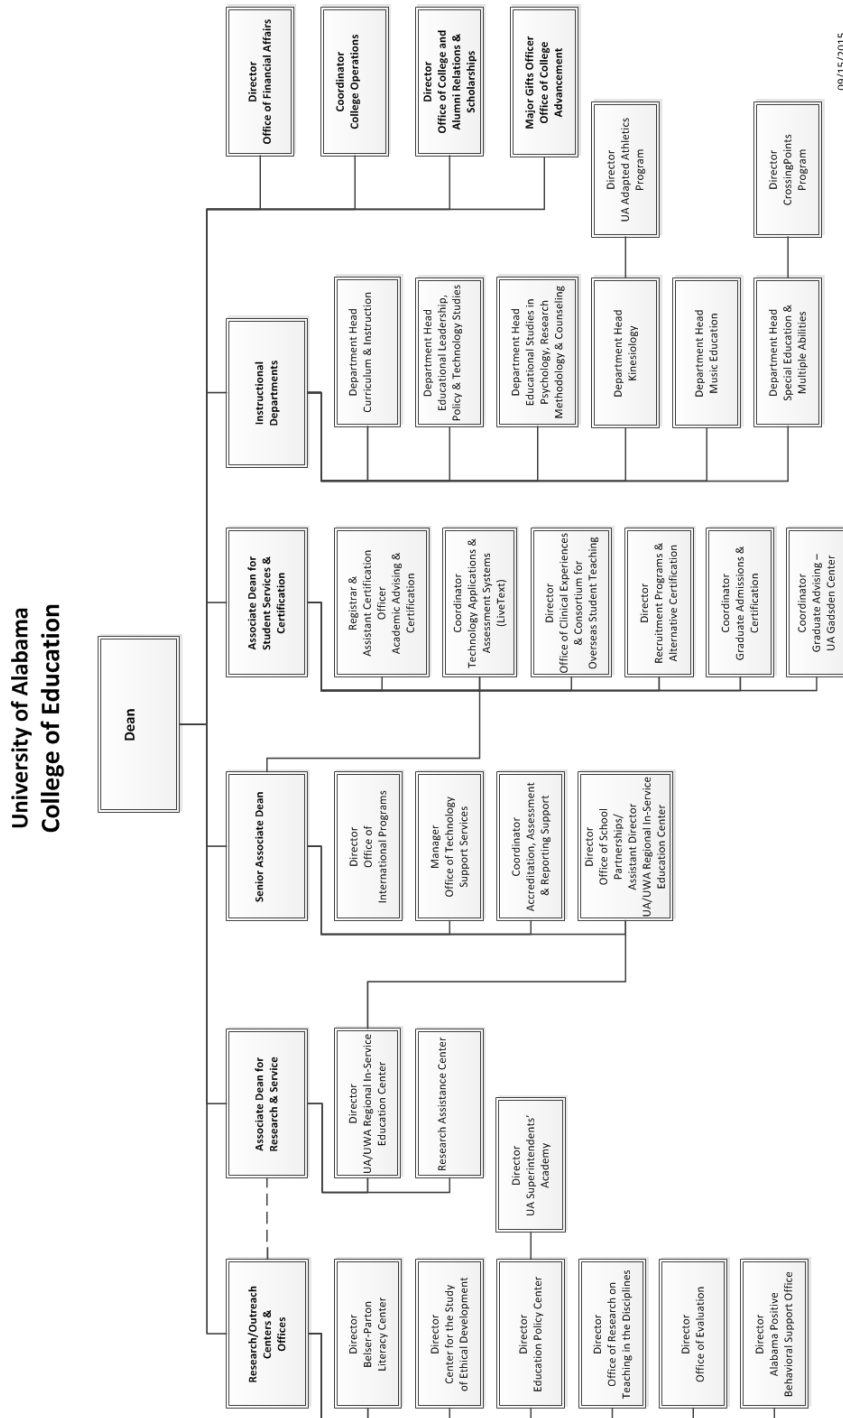 University of Alabama
College of Education
Dean
Research/Outreach
Centers &
Offices
Director
Belser-Parton
Literacy Center
Director
Center for the Study
of Ethical Development
Director
Education Policy Center
Director
UA Superintendents'
Academy
Director
Office of Research on
Teaching in the Disciplines
Director
Office of Evaluation
Director
Alabama Positive
Behavioral Support Office
Associate Dean for
Research & Service
Director
UA/UWA Regional In-Service
Education Center
Research Assistance Center
Senior Associate Dean
Director
Office of
International Programs
Manager
Office of Technology
Support Services
Coordinator
Accreditation, Assessment
& Reporting Support
Director
Office of School
Partnerships/
Assistant Director
UA/UWA Regional In-Service
Education Center
Associate Dean for
Student Services &
Certification
Registrar &
Assistant Certification
Officer
Academic Advising &
Certification
Coordinator
Technology Applications &
Assessment Systems
(LiveText)
Director
Office of Clinical Experiences
& Consortium for
Overseas Student Teaching
Director
Recruitment Programs &
Alternative Certification
Coordinator
Graduate Admissions &
Certification
Coordinator
Graduate Advising –
UA Gadsden Center
Instructional
Departments
Department Head
Curriculum & Instruction
Department Head
Educational Leadership,
Policy & Technology Studies
Department Head
Educational Studies in
Psychology, Research
Methodology & Counseling
Department Head
Kinesiology
Director
UA Adapted Athletics
Program
Department Head
Music Education
Department Head
Special Education &
Multiple Abilities
Director
CrossingPoints
Program
Director
Office of Financial Affairs
Coordinator
College Operations
Director
Office of College and
Alumni Relations &
Scholarships
Major Gifts Officer
Office of College
Advancement
09/15/2015